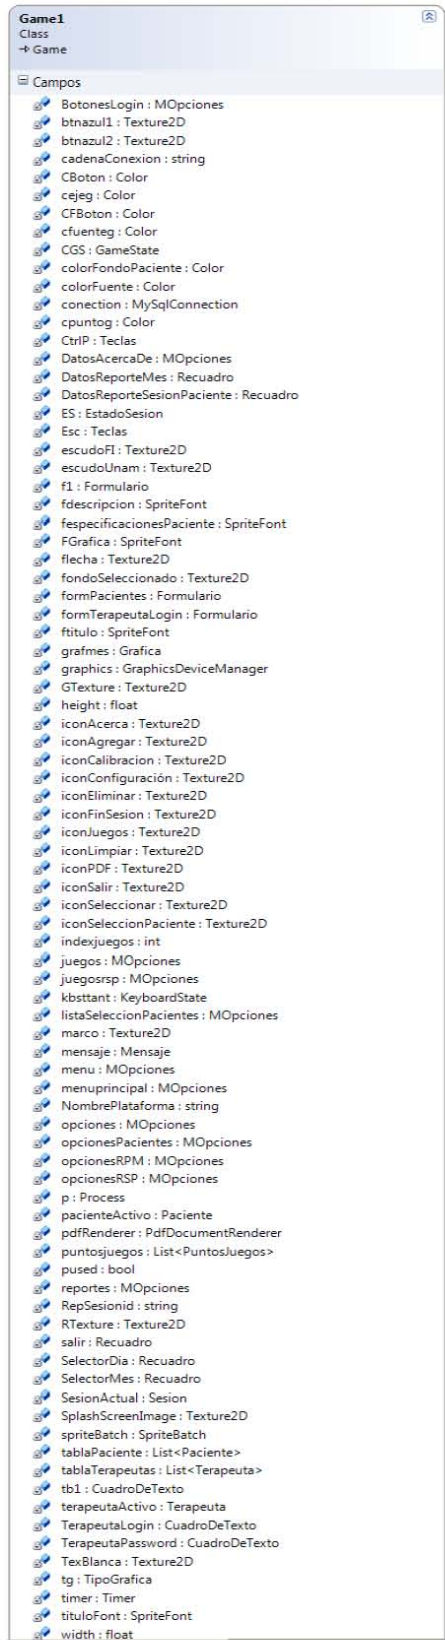 Game1
Class
Game
Campos
BotonesLogin : MOpciones
btnazul1 : Texture2D
btnazul2 : Texture2D
cadenaConexion : string
CBoton : Color
cejeg : Color
CFBoton : Color
cfuenteg : Color
CGS : GameState
colorFondoPaciente : Color
colorFuente : Color
conection : MySqlConnection
cpuntog : Color
CtrlP : Teclas
DatosAcercaDe : MOpciones
DatosReporteMes : Recuadro
DatosReporteSesionPaciente : Recuadro
ES : EstadoSesion
Esc : Teclas
escudoFI : Texture2D
escudoUnam : Texture2D
f1 : Formulario
fdescripcion : SpriteFont
fespecificacionesPaciente : SpriteFont
FGrafica : SpriteFont
flecha : Texture2D
fondoSeleccionado : Texture2D
formPacientes : Formulario
formTerapeutaLogin : Formulario
ftitulo : SpriteFont
grafmes : Grafica
graphics : GraphicsDeviceManager
GTexture : Texture2D
height : float
iconAcerca : Texture2D
iconAgregar : Texture2D
iconCalibracion : Texture2D
iconConfiguración : Texture2D
iconEliminar : Texture2D
iconFinSesion : Texture2D
iconJuegos : Texture2D
iconLimpiar : Texture2D
iconPDF : Texture2D
iconSalir : Texture2D
iconSeleccionar : Texture2D
iconSeleccionPaciente : Texture2D
indexjuegos : int
juegos : MOpciones
juegosrsp : MOpciones
kbsttant : KeyboardState
listaSeleccionPacientes : MOpciones
marco : Texture2D
mensaje : Mensaje
menu : MOpciones
menuprincipal : MOpciones
NombrePlataforma : string
opciones : MOpciones
opcionesPacientes : MOpciones
opcionesRPM : MOpciones
opcionesRSP : MOpciones
p : Process
pacienteActivo : Paciente
pdfRenderer : PdfDocumentRenderer
puntosjuegos : List<PuntosJuegos>
pused : bool
reportes : MOpciones
RepSesionid : string
RTexture : Texture2D
salir : Recuadro
SelectorDia : Recuadro
SelectorMes : Recuadro
SesionActual : Sesion
SplashScreenImage : Texture2D
spriteBatch : SpriteBatch
tablaPaciente : List<Paciente>
tablaTerapeutas : List<Terapeuta>
tb1 : CuadroDeTexto
terapeutaActivo : Terapeuta
TerapeutaLogin : CuadroDeTexto
TerapeutaPassword : CuadroDeTexto
TexBlanca : Texture2D
tg : TipoGrafica
timer : Timer
tituloFont : SpriteFont
width : float